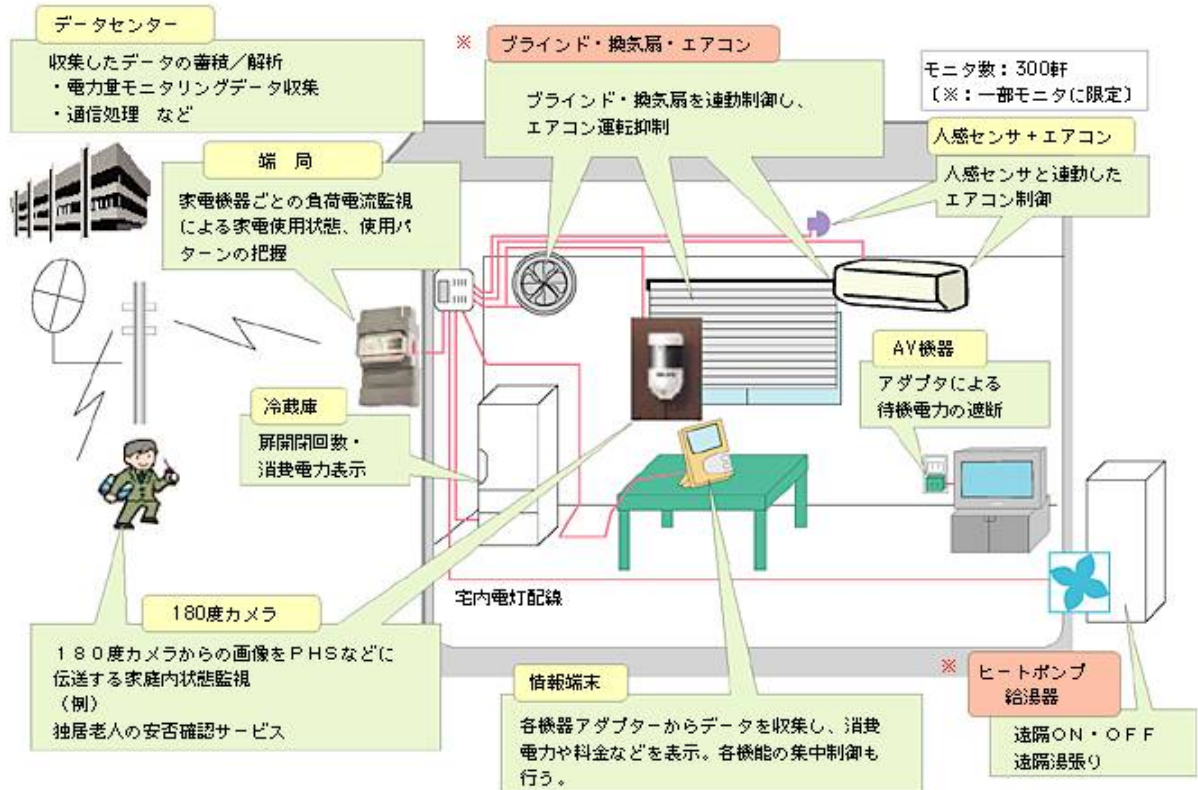 データセンター
収集したデータの蓄積／解析
・電力量モニタリングデータ収集
・通信処理　など
※
ブラインド・換気扇・エアコン
ブラインド・換気扇を連動制御し、
エアコン運転抑制
モニタ数：３００軒
〔※：一部モニタに限定〕
人感センサ＋エアコン
人感センサと連動した
エアコン制御
端　局
家電機器ごとの負荷電流監視
による家電使用状態、使用パ
ターンの把握
AV機器
アダプタによる
待機電力の遮断
冷蔵庫
扉開閉回数・
消費電力表示
宅内電灯配線
180度カメラ
１８０度カメラからの画像をＰＨＳなどに
伝送する家庭内状態監視
（例）
独居老人の安否確認サービス
情報端末
各機器アダプターからデータを収集し、消費
電力や料金などを表示。各機能の集中制御も
行う。
※
ヒートポンプ
給湯器
遠隔ＯＮ・ＯＦＦ
遠隔湯張り